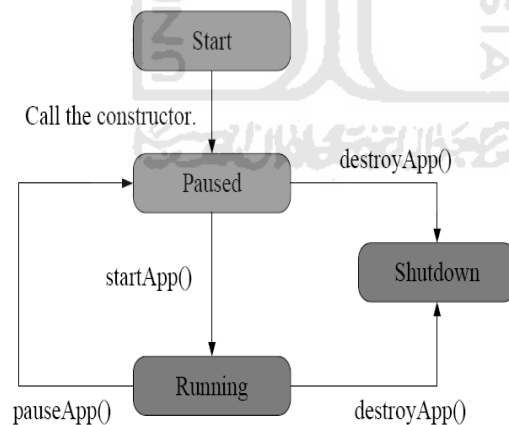 Start
Call the constructor.
destroyApp()
Paused
startApp()
Shutdown
Running
pauseApp()
destroyApp()